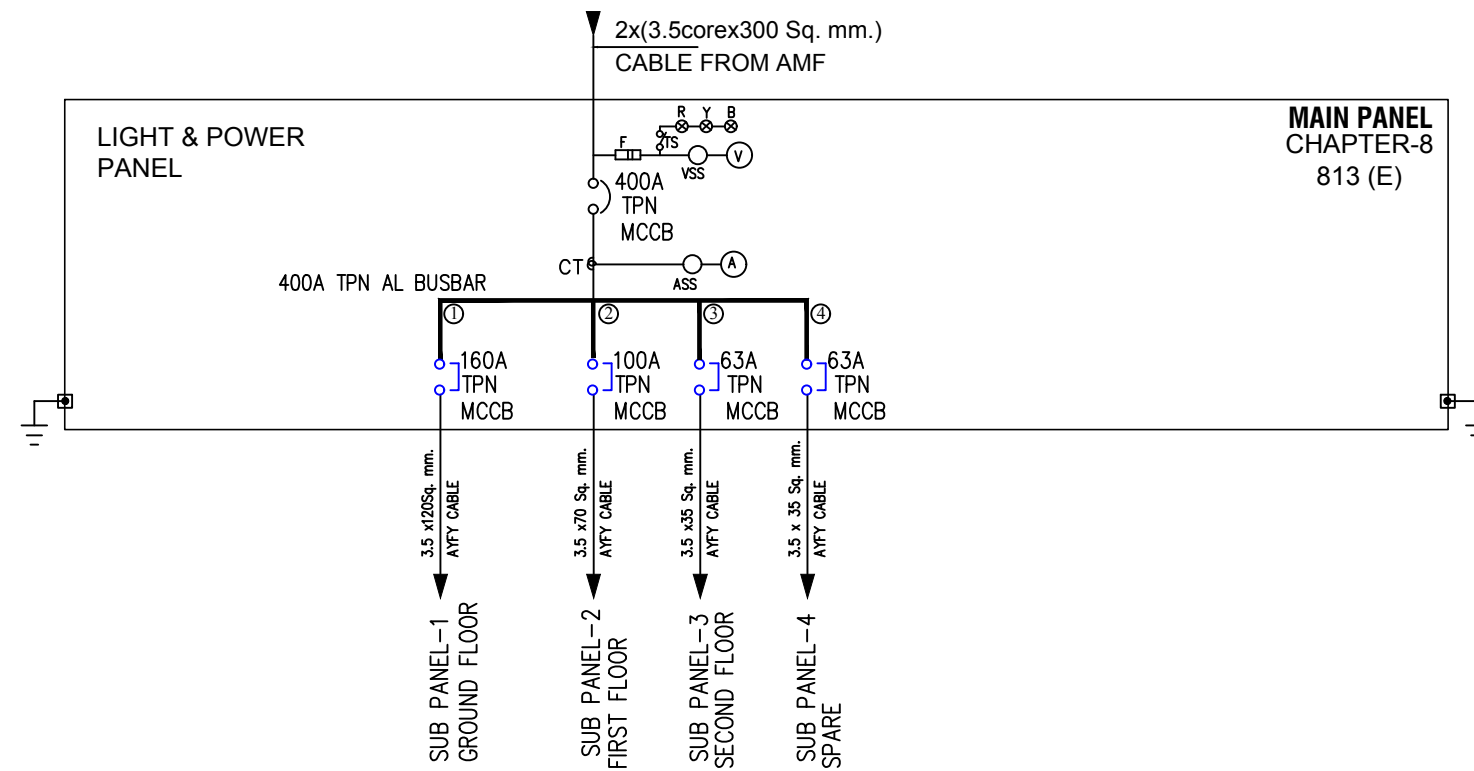 2x(3.5corex300 Sq. mm.)
CABLE FROM AMF
LIGHT & POWER
PANEL
MAIN PANEL
CHAPTER-8
813 (E)
R Y B
F
TS
VSS
V
400A
TPN
MCCB
CT
ASS
A
400A TPN AL BUSBAR
1
2
3
4
160A
TPN
MCCB
100A
TPN
MCCB
63A
TPN
MCCB
63A
TPN
MCCB
3.5 x120Sq. mm.
AYFY CABLE
3.5 x70 Sq. mm.
AYFY CABLE
3.5 x35 Sq. mm.
AYFY CABLE
3.5 x 35 Sq. mm.
AYFY CABLE
SUB PANEL-1
GROUND FLOOR
SUB PANEL-2
FIRST FLOOR
SUB PANEL-3
SECOND FLOOR
SUB PANEL-4
SPARE